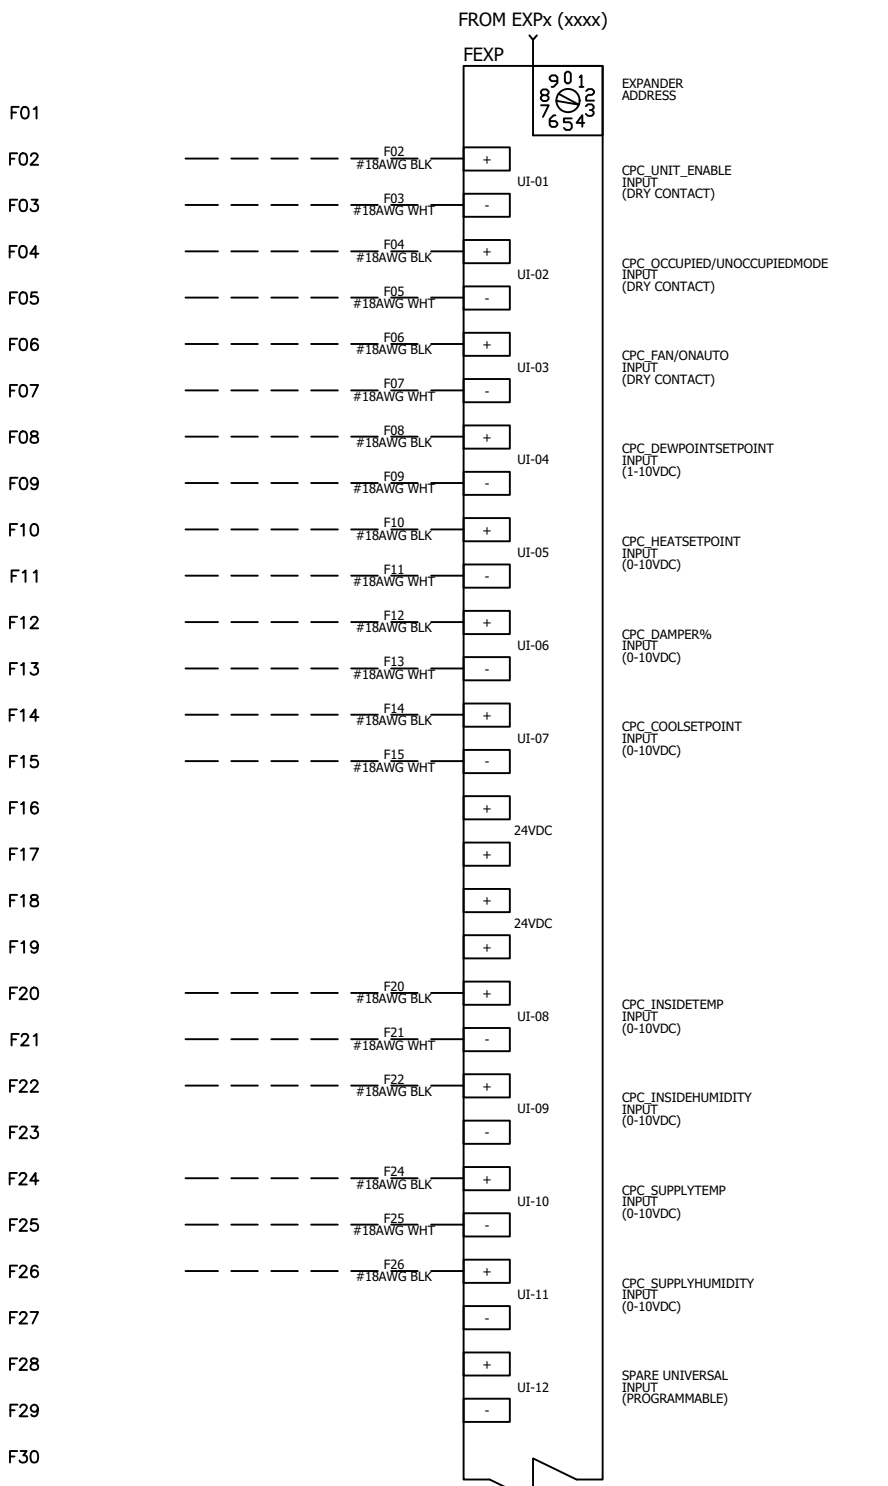 FROM EXPx (xxxx)
FEXP
9 0 1
8 2
7 3
6 5 4
EXPANDER
ADDRESS
F01
F02
F02
#18AWG BLK
+
UI-01
CPC_UNIT_ENABLE
INPUT
(DRY CONTACT)
F03
F03
#18AWG WHT
-
F04
F04
#18AWG BLK
+
UI-02
CPC_OCCUPIED/UNOCCUPIEDMODE
INPUT
(DRY CONTACT)
F05
F05
#18AWG WHT
-
F06
F06
#18AWG BLK
+
UI-03
CPC_FAN/ONAUTO
INPUT
(DRY CONTACT)
F07
F07
#18AWG WHT
-
F08
F08
#18AWG BLK
+
UI-04
CPC_DEWPOINTSETPOINT
INPUT
(1-10VDC)
F09
F09
#18AWG WHT
-
F10
F10
#18AWG BLK
+
UI-05
CPC_HEATSETPOINT
INPUT
(0-10VDC)
F11
F11
#18AWG WHT
-
F12
F12
#18AWG BLK
+
UI-06
CPC_DAMPER%
INPUT
(0-10VDC)
F13
F13
#18AWG WHT
-
F14
F14
#18AWG BLK
+
UI-07
CPC_COOLSETPOINT
INPUT
(0-10VDC)
F15
F15
#18AWG WHT
-
F16
+
24VDC
F17
+
F18
+
24VDC
F19
+
F20
F20
#18AWG BLK
+
UI-08
CPC_INSIDETEMP
INPUT
(0-10VDC)
F21
F21
#18AWG WHT
-
F22
F22
#18AWG BLK
+
UI-09
CPC_INSIDEHUMIDITY
INPUT
(0-10VDC)
F23
-
F24
F24
#18AWG BLK
+
UI-10
CPC_SUPPLYTEMP
INPUT
(0-10VDC)
F25
F25
#18AWG WHT
-
F26
F26
#18AWG BLK
+
UI-11
CPC_SUPPLYHUMIDITY
INPUT
(0-10VDC)
F27
-
F28
+
UI-12
SPARE UNIVERSAL
INPUT
(PROGRAMMABLE)
F29
-
F30